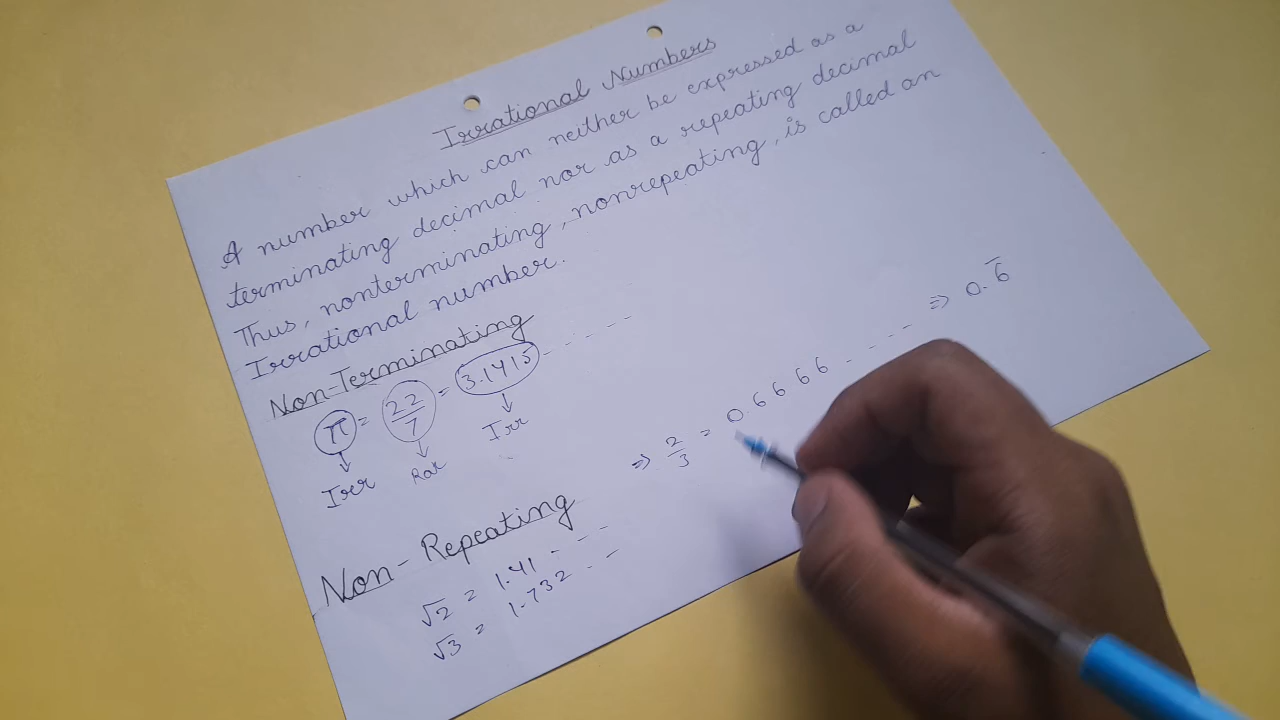 Irrational Numbers
A number which can neither be expressed as a
terminating decimal nor as a repeating decimal
Thus, nonterminating, nonrepeating, is called an
Irrational number.
Non-Terminating
π = 22/7 = 3.1415 - - - - -
Irr Rat Irr
⇒ 2/3 = 0.6666 - - - - ⇒ 0.6̅
Non-Repeating
√2 = 1.41 - - -
√3 = 1.732 - -